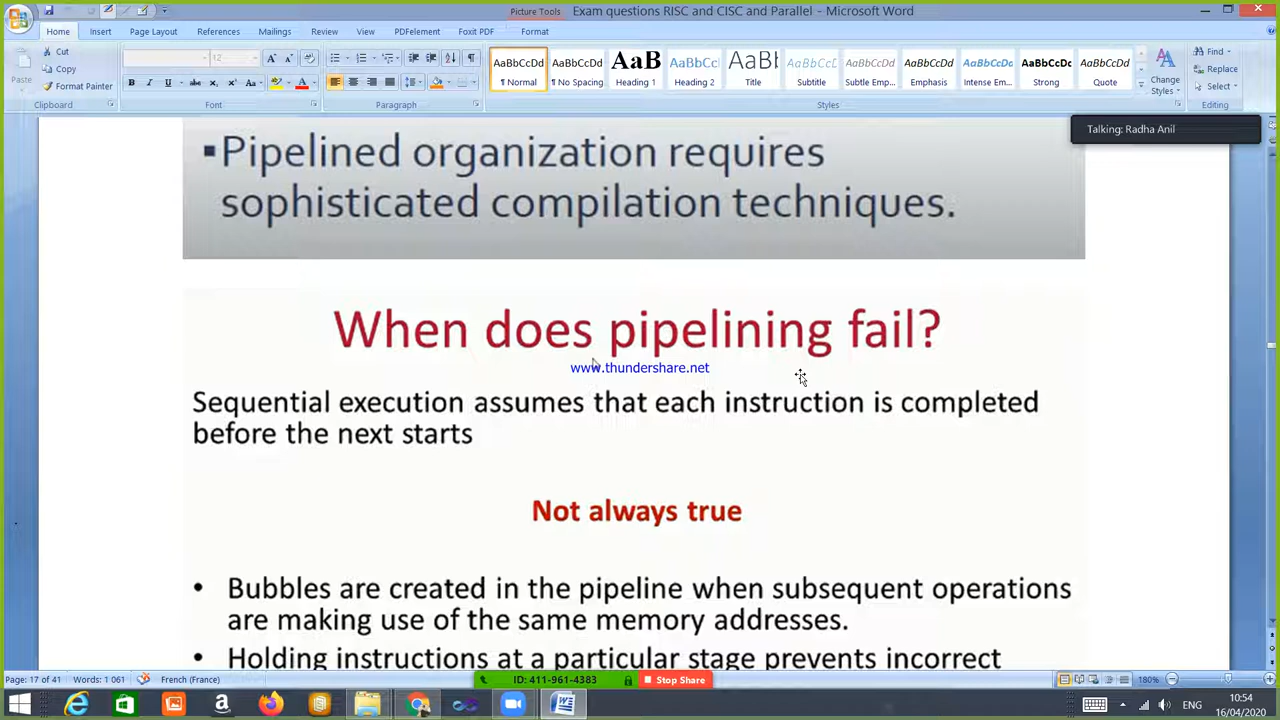 Picture Tools
Exam questions RISC and CISC and Parallel - Microsoft Word
Home
Insert
Page Layout
References
Mailings
Review
View
PDFelement
Foxit PDF
Format
Paste
Cut
Copy
Format Painter
Clipboard
12
Font
Paragraph
AaBbCcDd
¶ Normal
AaBbCcDd
¶ No Spacing
AaB
Heading 1
AaBbCc
Heading 2
AaB
Title
AaBbCcDd
Subtitle
AaBbCcDd
Subtle Emp...
AaBbCcDd
Emphasis
AaBbCcDd
Intense Em...
AaBbCcDd
Strong
AaBbCcDd
Quote
Change
Styles
Styles
Find
Replace
Select
Editing
Talking: Radha Anil
▪Pipelined organization requires
sophisticated compilation techniques.
When does pipelining fail?
www.thundershare.net
Sequential execution assumes that each instruction is completed
before the next starts
Not always true
• Bubbles are created in the pipeline when subsequent operations
are making use of the same memory addresses.
• Holding instructions at a particular stage prevents incorrect
Page: 17 of 41
Words: 1 061
French (France)
ID: 411-961-4383
Stop Share
180%
ENG
10:54
16/04/2020